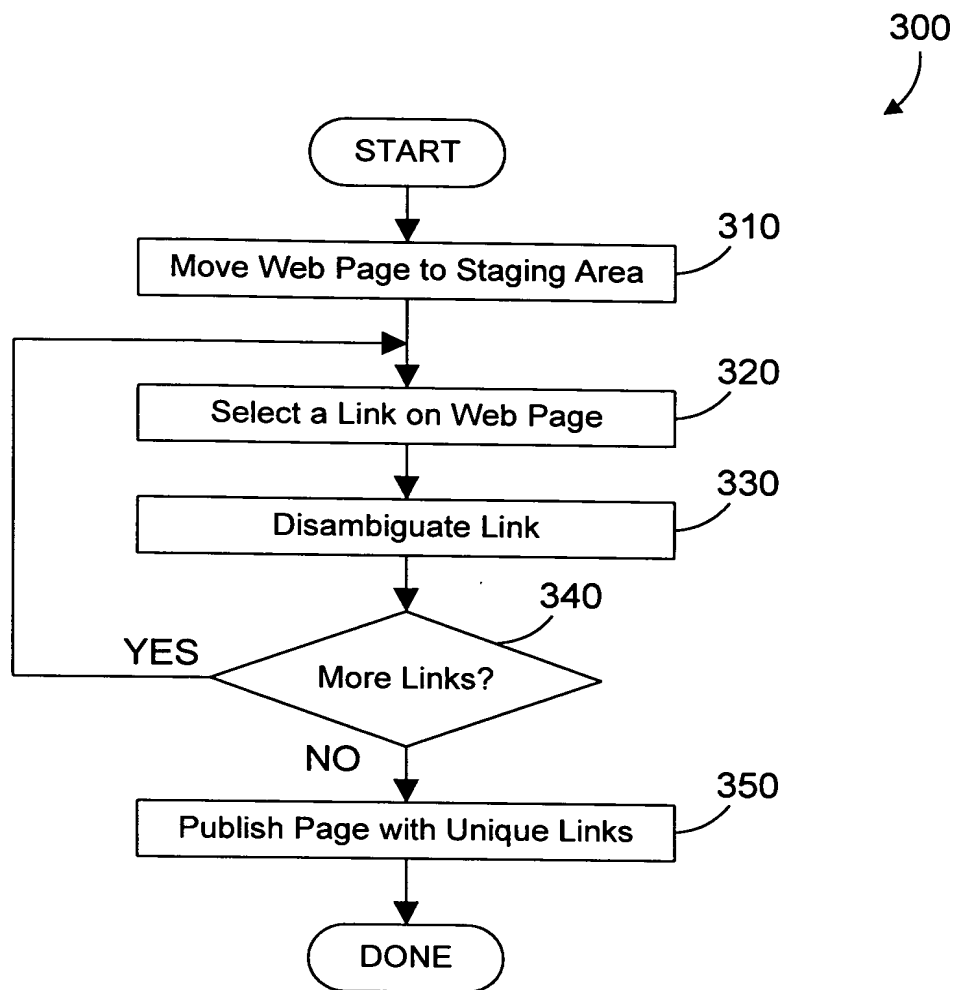 300
START
310
Move Web Page to Staging Area
320
Select a Link on Web Page
330
Disambiguate Link
340
YES
More Links?
NO
350
Publish Page with Unique Links
DONE